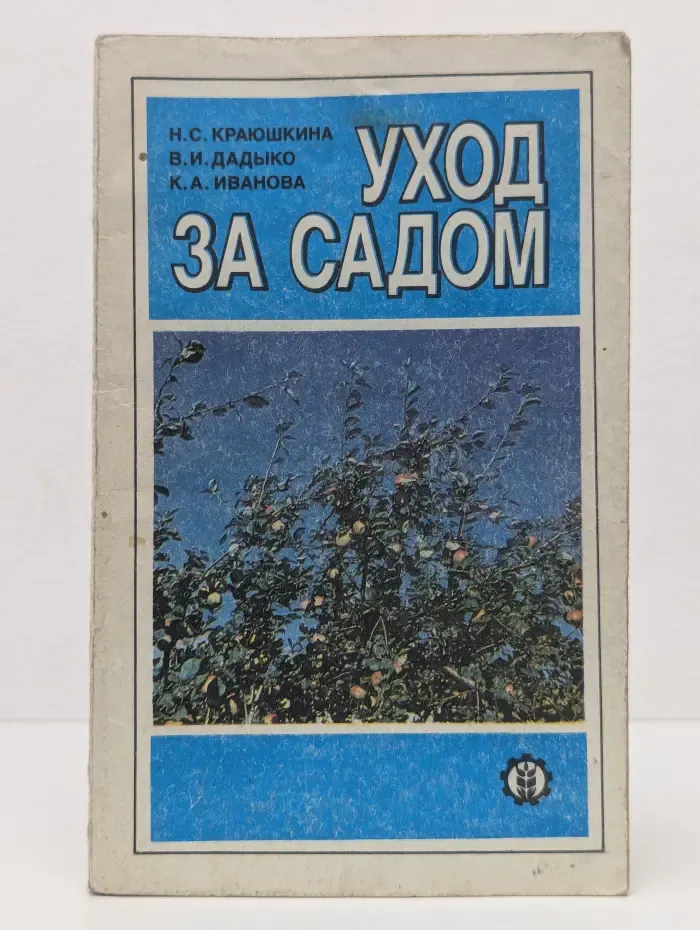 Н. С. КРАЮШКИНА
В. И. ДАДЫКО
К. А. ИВАНОВА
УХОД
ЗА САДОМ